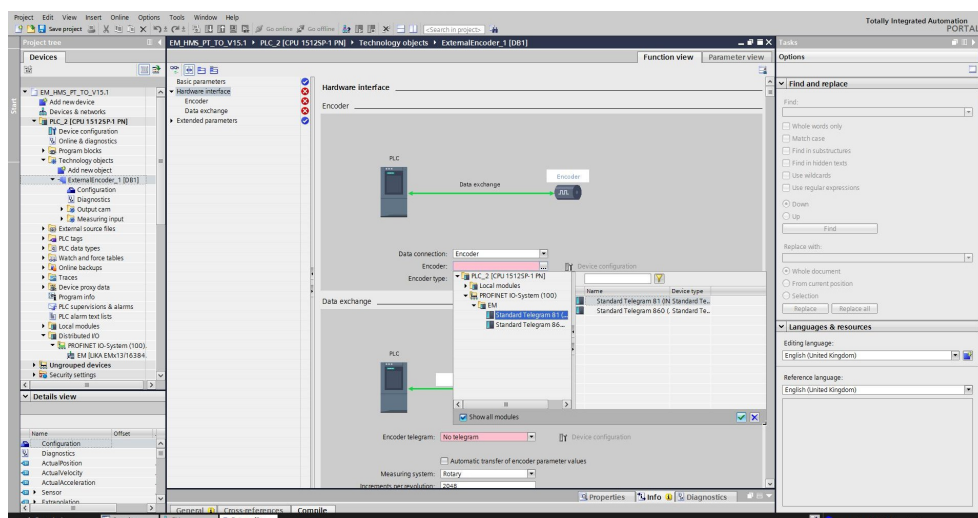 Project Edit View Insert Online Options Tools Window Help
Totally Integrated Automation
PORTAL
Save project Go online Go offline <Search in project>
Project tree
EM_HMS_PT_TO_V15.1 ▸ PLC_2 [CPU 1512SP-1 PN] ▸ Technology objects ▸ ExternalEncoder_1 [DB1]
Tasks
Devices
Function view Parameter view
Options
Start
EM_HMS_PT_TO_V15.1
Add new device
Devices & networks
PLC_2 [CPU 1512SP-1 PN]
Device configuration
Online & diagnostics
Program blocks
Technology objects
Add new object
ExternalEncoder_1 [DB1]
Configuration
Diagnostics
Output cam
Measuring input
External source files
PLC tags
PLC data types
Watch and force tables
Online backups
Traces
Device proxy data
Program info
PLC supervisions & alarms
PLC alarm text lists
Local modules
Distributed I/O
PROFINET IO-System (100).
EM [LIKA EMx13/16384.
Ungrouped devices
Security settings
Details view
Name Offset
Configuration
Diagnostics
ActualPosition
ActualVelocity
ActualAcceleration
Sensor
Extrapolation
Basic parameters
Hardware interface
Encoder
Data exchange
Extended parameters
Hardware interface
Encoder
PLC
Encoder
Data exchange
Data connection: Encoder
Encoder:
Device configuration
Encoder type:
PLC_2 [CPU 1512SP-1 PN]
Local modules
PROFINET IO-System (100)
EM
Standard Telegram 81 (...
Standard Telegram 86...
Name Device type
Standard Telegram 81 (IN Standard Te..
Standard Telegram 860 (. Standard Te..
Show all modules
Data exchange
PLC
Encoder telegram: No telegram
Device configuration
Automatic transfer of encoder parameter values
Measuring system: Rotary
Increments per revolution: 2048
Properties Info Diagnostics
General Cross-references Compile
Find and replace
Find:
Whole words only
Match case
Find in substructures
Find in hidden texts
Use wildcards
Use regular expressions
Down
Up
Find
Replace with:
Whole document
From current position
Selection
Replace Replace all
Languages & resources
Editing language:
English (United Kingdom)
Reference language:
English (United Kingdom)